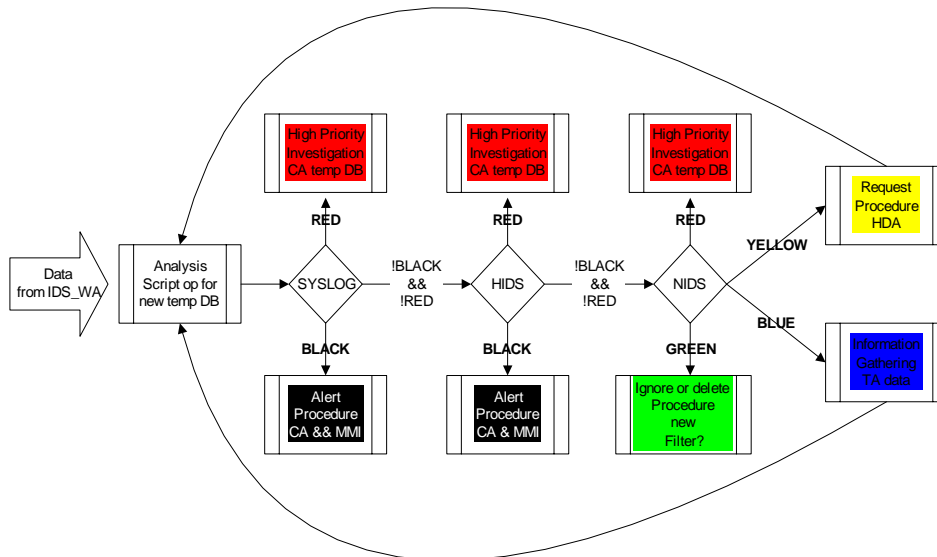 High Priority
Investigation
CA temp DB
High Priority
Investigation
CA temp DB
High Priority
Investigation
CA temp DB
Request
Procedure
HDA
RED
RED
RED
YELLOW
Data
from IDS_WA
Analysis
Script op for
new temp DB
SYSLOG
!BLACK
&&
!RED
HIDS
!BLACK
&&
!RED
NIDS
BLUE
BLACK
BLACK
GREEN
Information
Gathering
TA data
Alert
Procedure
CA && MMI
Alert
Procedure
CA & MMI
Ignore or delete
Procedure
new
Filter?